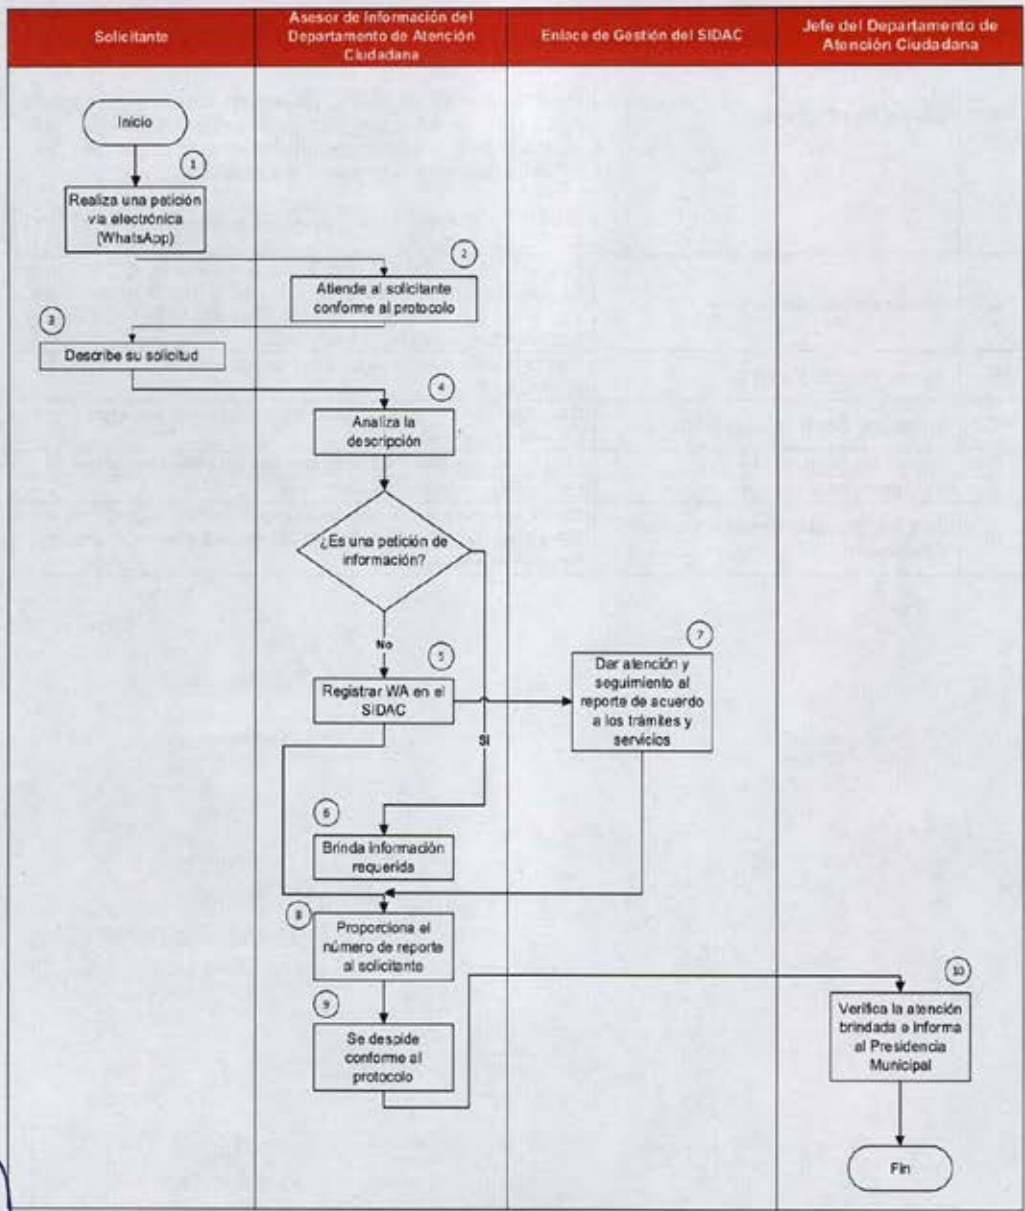 Solicitante
Asesor de Información del
Departamento de Atención
Ciudadana
Enlace de Gestión del SIDAC
Jefe del Departamento de
Atención Ciudadana
Inicio
1
Realiza una petición
vía electrónica
(WhatsApp)
2
Atiende al solicitante
conforme al protocolo
3
Describe su solicitud
4
Analiza la
descripción
¿Es una petición de
información?
No
5
Registrar WA en el
SIDAC
7
Dar atención y
seguimiento al
reporte de acuerdo
a los trámites y
servicios
SI
6
Brinda información
requerida
8
Proporciona el
número de reporte
al solicitante
9
Se despide
conforme al
protocolo
10
Verifica la atención
brindada e informa
al Presidencia
Municipal
Fin